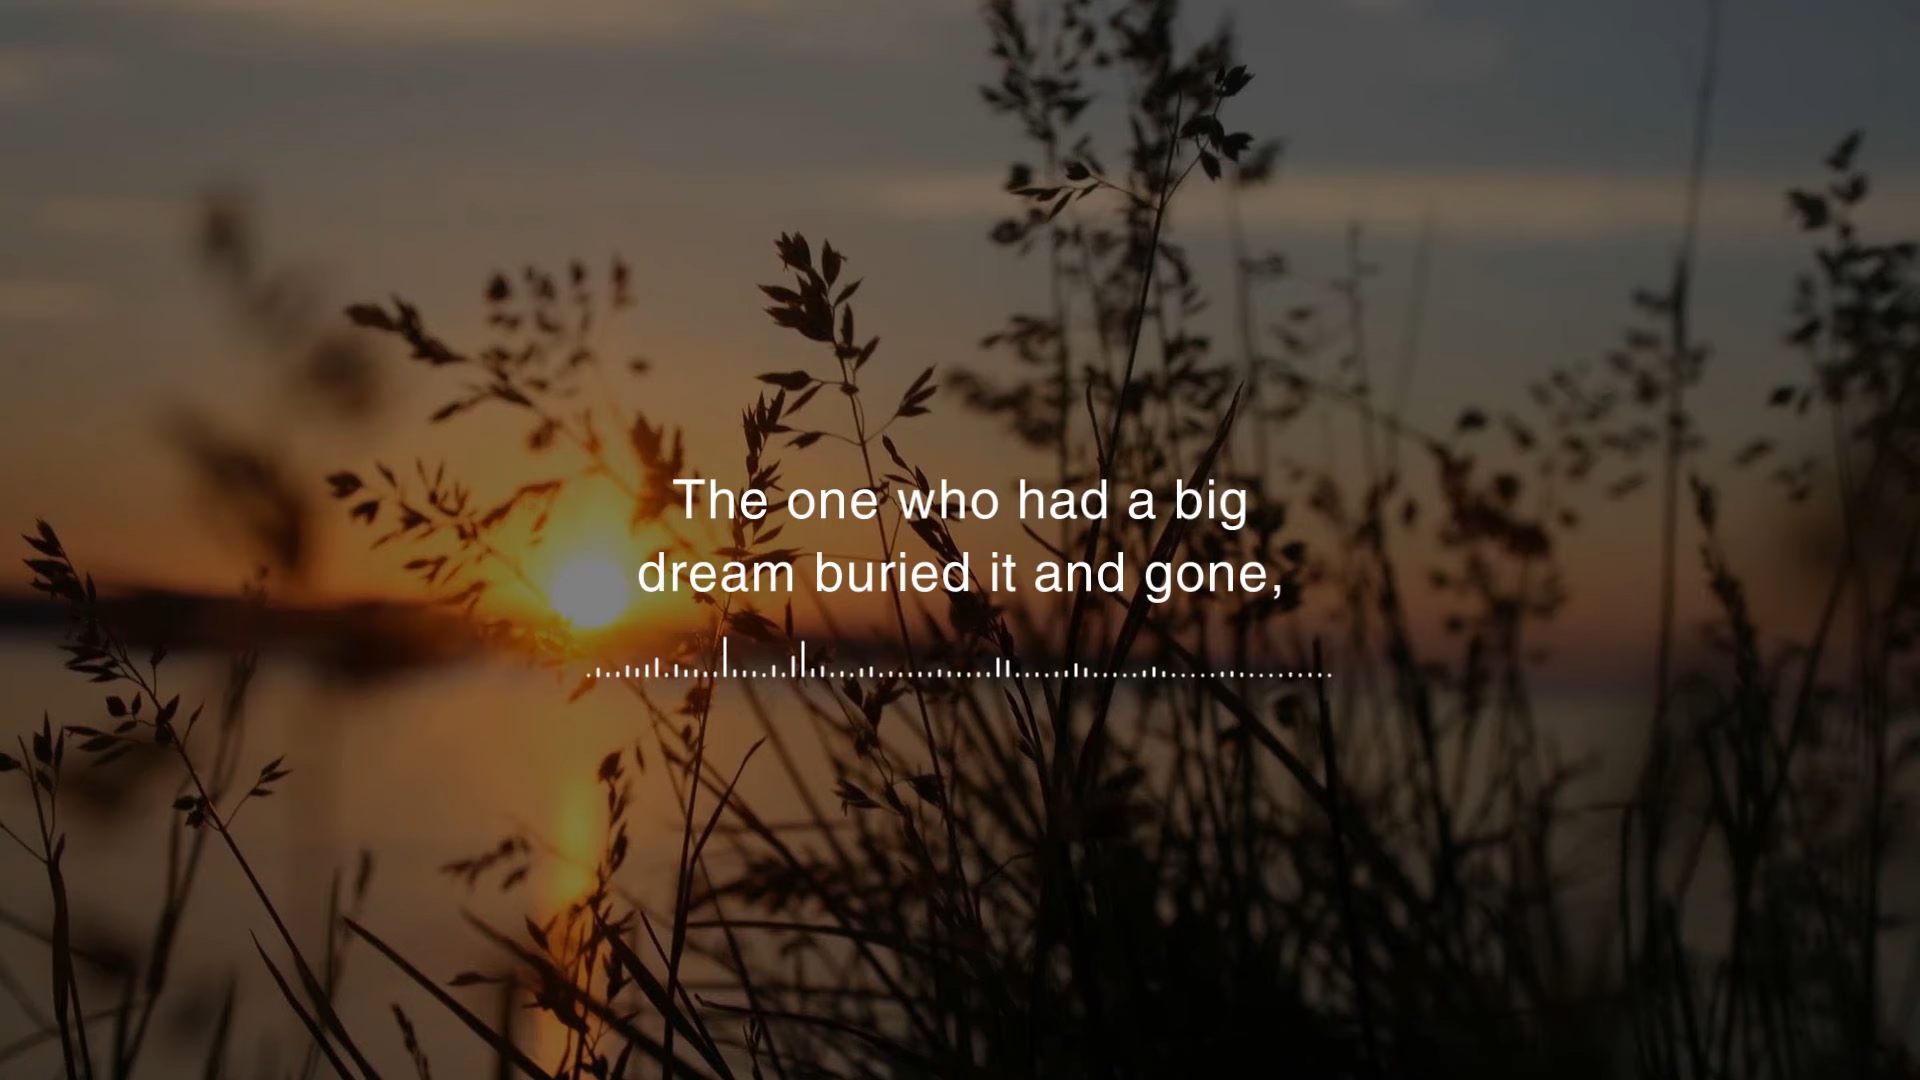 The one who had a big
dream buried it and gone,